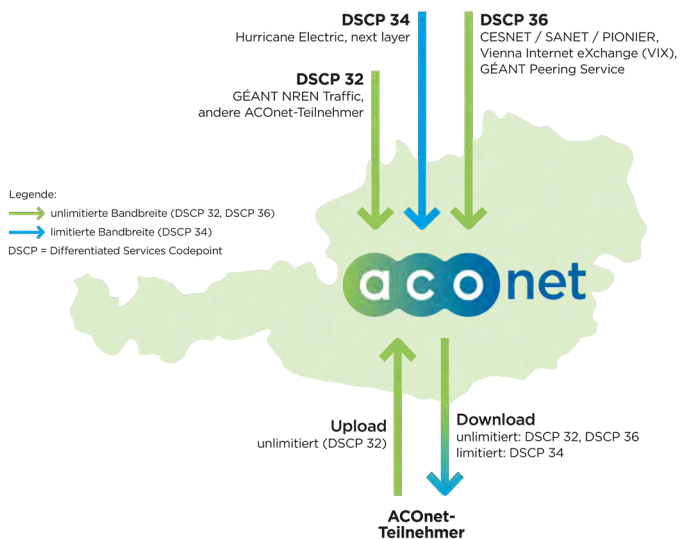 DSCP 34
Hurricane Electric, next layer
DSCP 36
CESNET / SANET / PIONIER,
Vienna Internet eXchange (VIX),
GÉANT Peering Service
DSCP 32
GÉANT NREN Traffic,
andere ACOnet-Teilnehmer
Legende:
unlimitierte Bandbreite (DSCP 32, DSCP 36)
limitierte Bandbreite (DSCP 34)
DSCP = Differentiated Services Codepoint
aconet
Upload
unlimitiert (DSCP 32)
Download
unlimitiert: DSCP 32, DSCP 36
limitiert: DSCP 34
ACOnet-
Teilnehmer